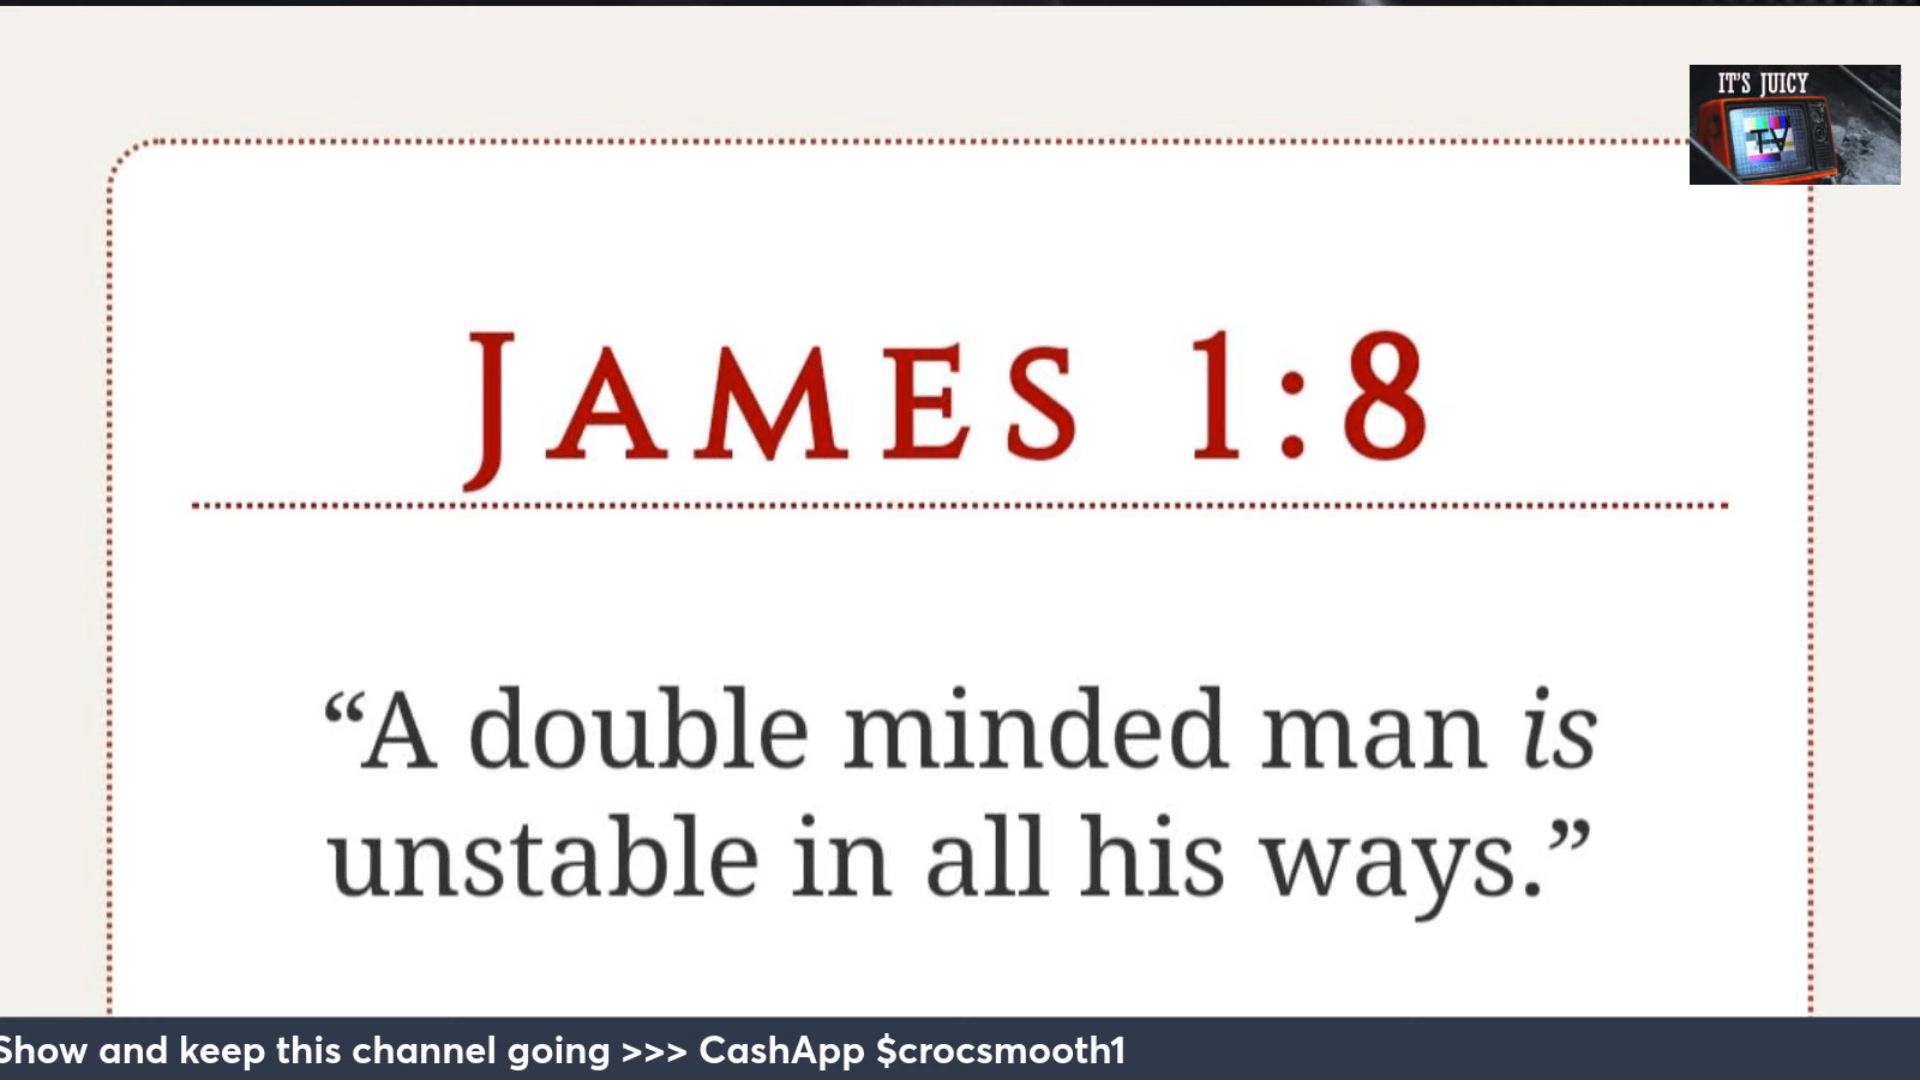 IT'S JUICY
TV
JAMES 1:8
“A double minded man is
unstable in all his ways.”
Show and keep this channel going >>> CashApp $crocsmooth1